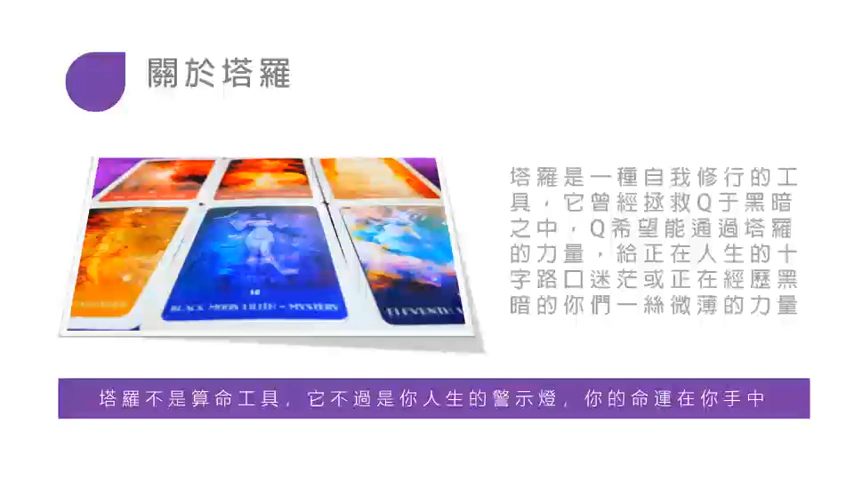 關於塔羅
塔羅是一種自我修行的工
具，它曾經拯救Q于黑暗
之中，Q希望能通過塔羅
的力量，給正在人生的十
字路口迷茫或正在經歷黑
暗的你們一絲微薄的力量
BLACK MOON LILITH - MYSTERY
塔羅不是算命工具，它不過是你人生的警示燈，你的命運在你手中